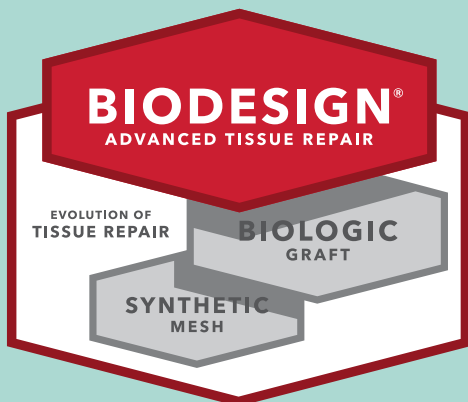 BIODESIGN®
ADVANCED TISSUE REPAIR
EVOLUTION OF
TISSUE REPAIR
BIOLOGIC
GRAFT
SYNTHETIC
MESH